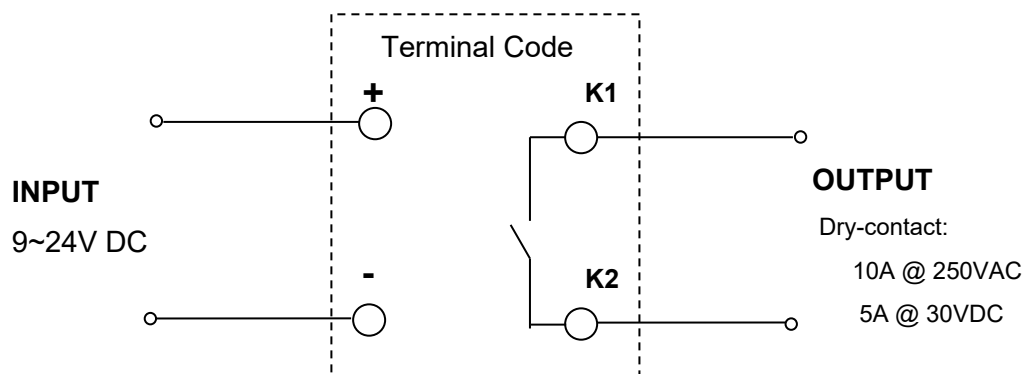 Terminal Code
+
K1
INPUT
9~24V DC
OUTPUT
Dry-contact:
10A @ 250VAC
5A @ 30VDC
-
K2